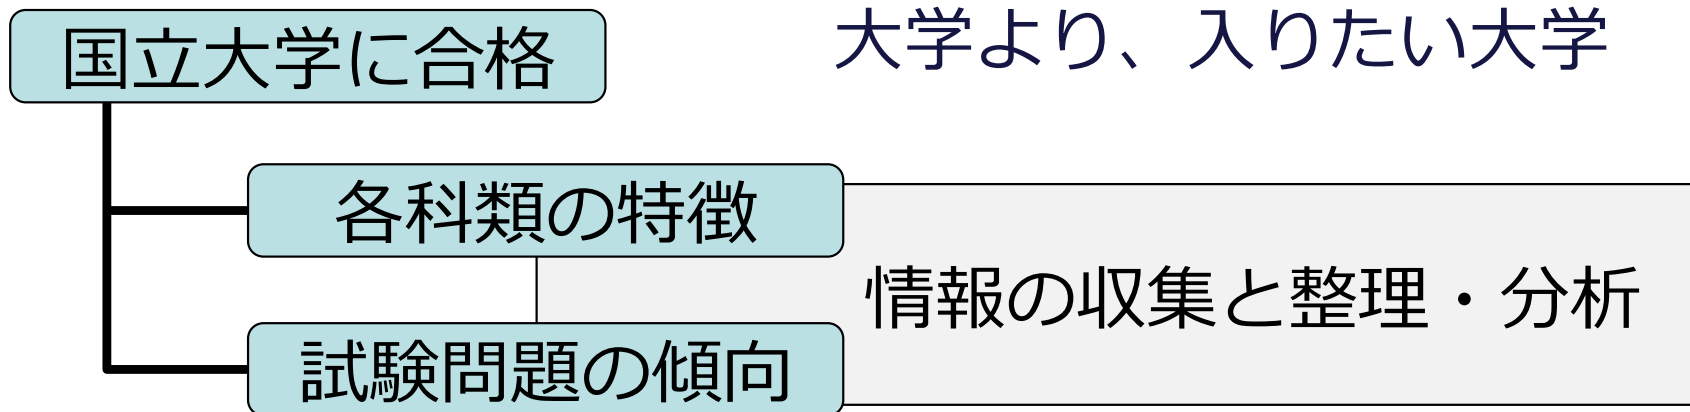 国立大学に合格
大学より、入りたい大学
各科類の特徴
情報の収集と整理・分析
試験問題の傾向